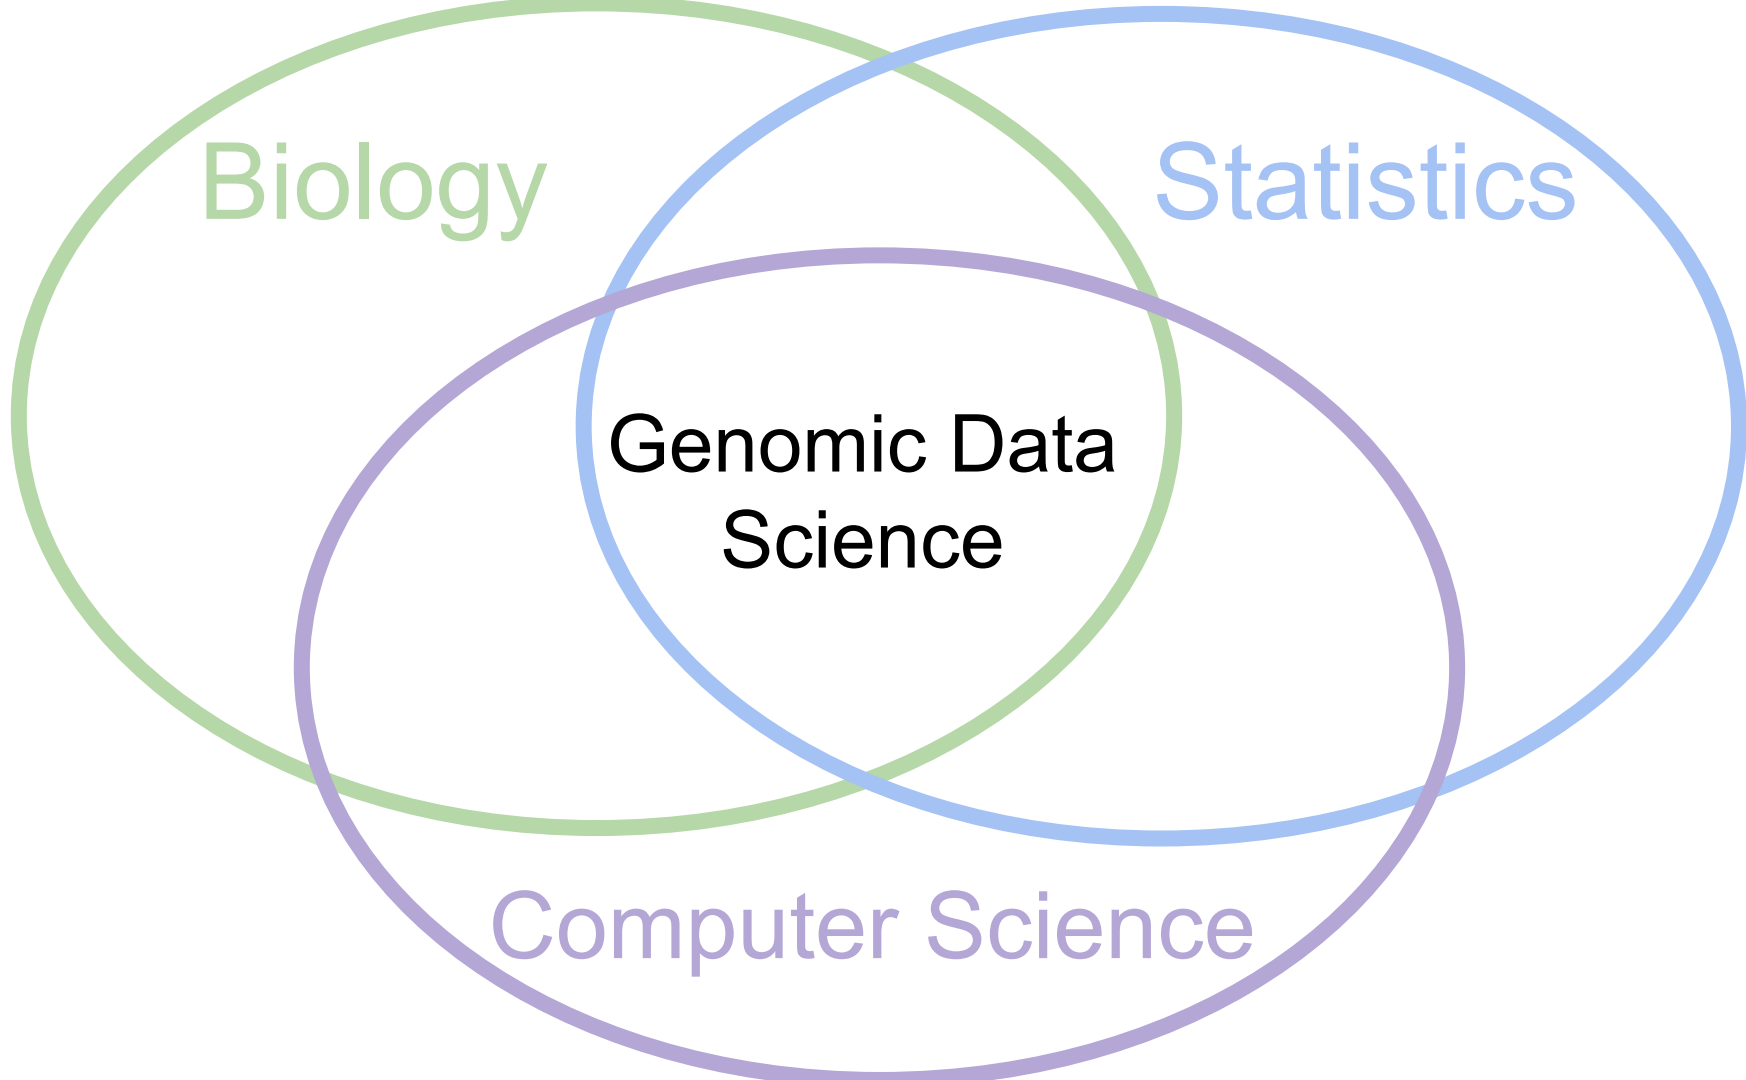 Biology
Statistics
Genomic Data
Science
Computer Science